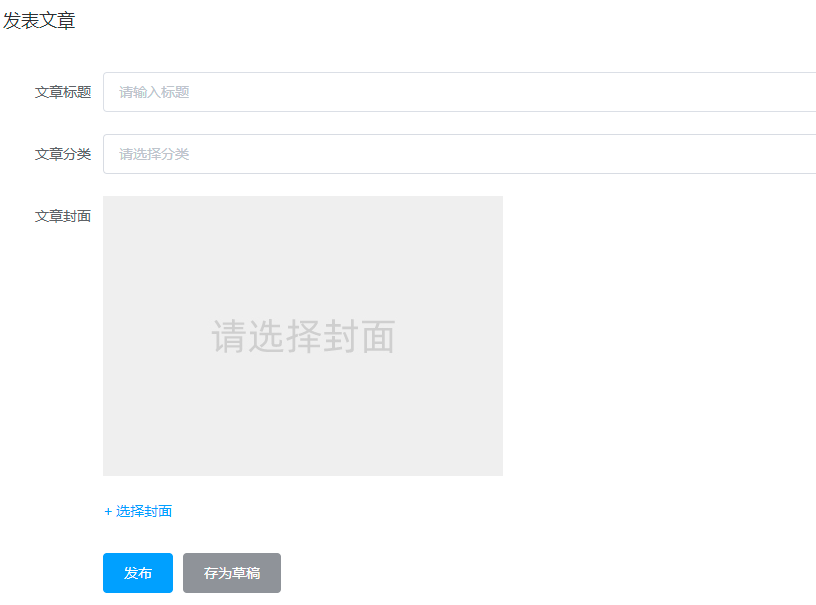 发表文章
文章标题 请输入标题
文章分类 请选择分类
文章封面
请选择封面
+ 选择封面
发布 存为草稿